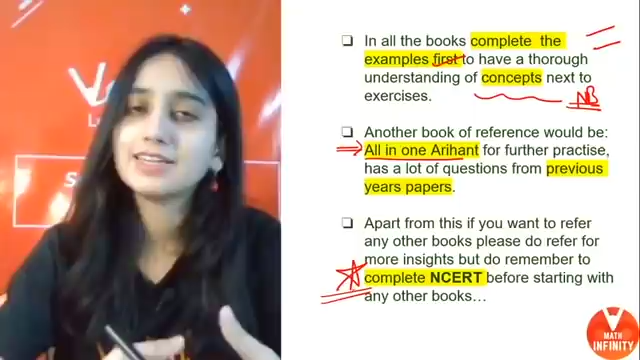 In all the books complete the
examples first to have a thorough
understanding of concepts next to
exercises.
NB
Another book of reference would be:
All in one Arihant for further practise,
has a lot of questions from previous
years papers.
Apart from this if you want to refer
any other books please do refer for
more insights but do remember to
complete NCERT before starting with
any other books...
V
MATH
INFINITY